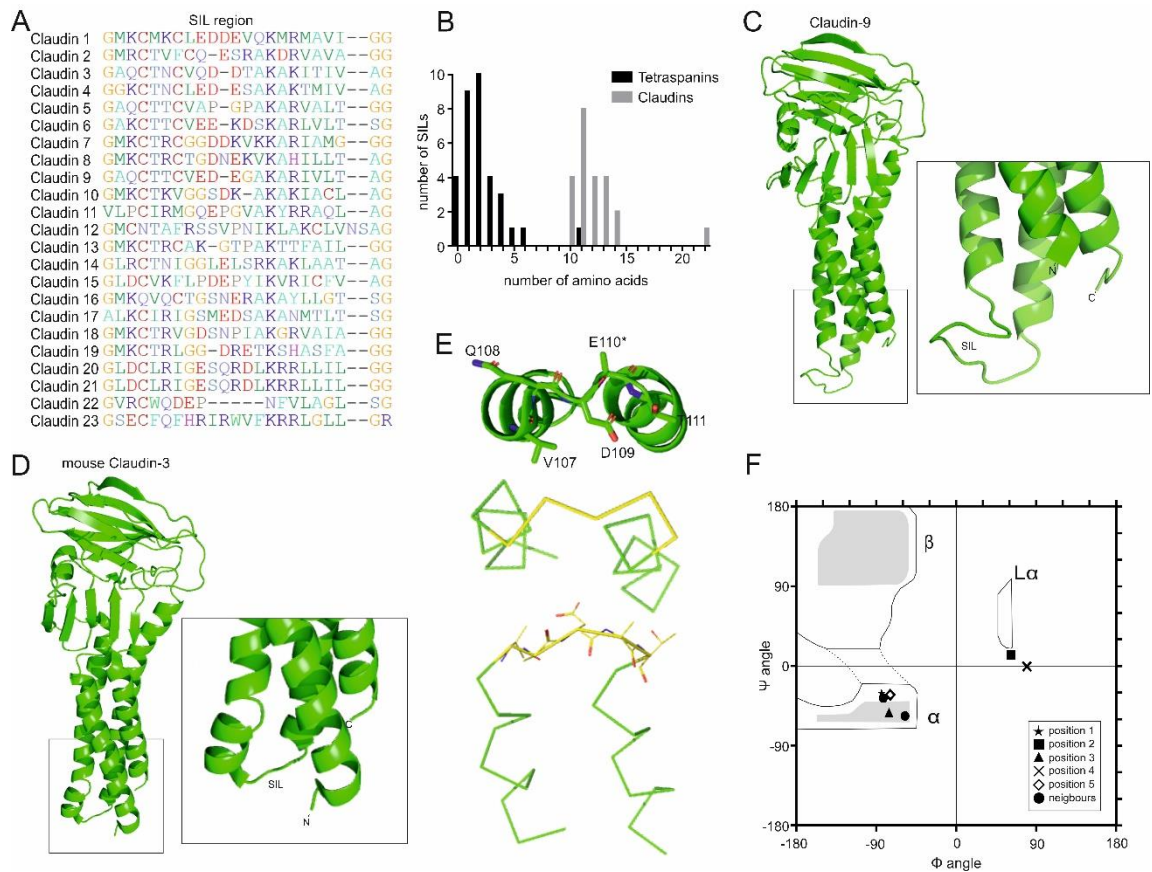 A
SIL region
Claudin 1 GMKCMKCLEDDEVQKMRMAVI--GG
Claudin 2 GMRCTVFCQ-ESRAKDRVAVA--GG
Claudin 3 GAQCTNCVQD-DTAKAKITIV--AG
Claudin 4 GGKCTNCLED-ESAKAKTMIV--AG
Claudin 5 GAQCTTCVAP-GPAKARVALT--GG
Claudin 6 GAKCTTCVEE-KDSKARLVLT--SG
Claudin 7 GMKCTRCGGDDKVKKARIAMG--GG
Claudin 8 GMKCTRCTGDNEKVKAHILLT--AG
Claudin 9 GAQCTTCVED-EGAKARIVLT--AG
Claudin 10 GMKCTKVGGSDK-AKAKIACL--AG
Claudin 11 VLPCIRMGQEPGVAKYRRAQL--AG
Claudin 12 GMCNTAFRSSVPNIKLAKCLVNSAG
Claudin 13 GMKCTRCAK-GTPAKTTFAIL--GG
Claudin 14 GLRCTNIGGLELSRKAKLAAT--AG
Claudin 15 GLDCVKFLPDEPYIKVRICFV--AG
Claudin 16 GMKQVQCTGSNERAKAYLLGT--SG
Claudin 17 ALKCIRIGSMEDSAKANMTLT--SG
Claudin 18 GMKCTRVGDSNPIAKGRVAIA--GG
Claudin 19 GMKCTRLGG-DRETKSHASFA--GG
Claudin 20 GLDCLRIGESQRDLKRRLLIL--GG
Claudin 21 GLDCLRIGESQRDLKRRLLIL--GG
Claudin 22 GVRCWQDEP-----NFVLAGL--SG
Claudin 23 GSECFQFHRIRWVFKRRLGLL--GR
B
Tetraspanins
Claudins
number of SILs
10
8
6
4
2
0
0 5 10 15 20
number of amino acids
C
Claudin-9
SIL
N
C
D
mouse Claudin-3
SIL
C
N
E
Q108
E110*
V107
D109
T111
F
180
90
0
-90
-180
-180 -90 0 90 180
Ψ angle
Φ angle
β
Lα
α
position 1
position 2
position 3
position 4
position 5
neigbours